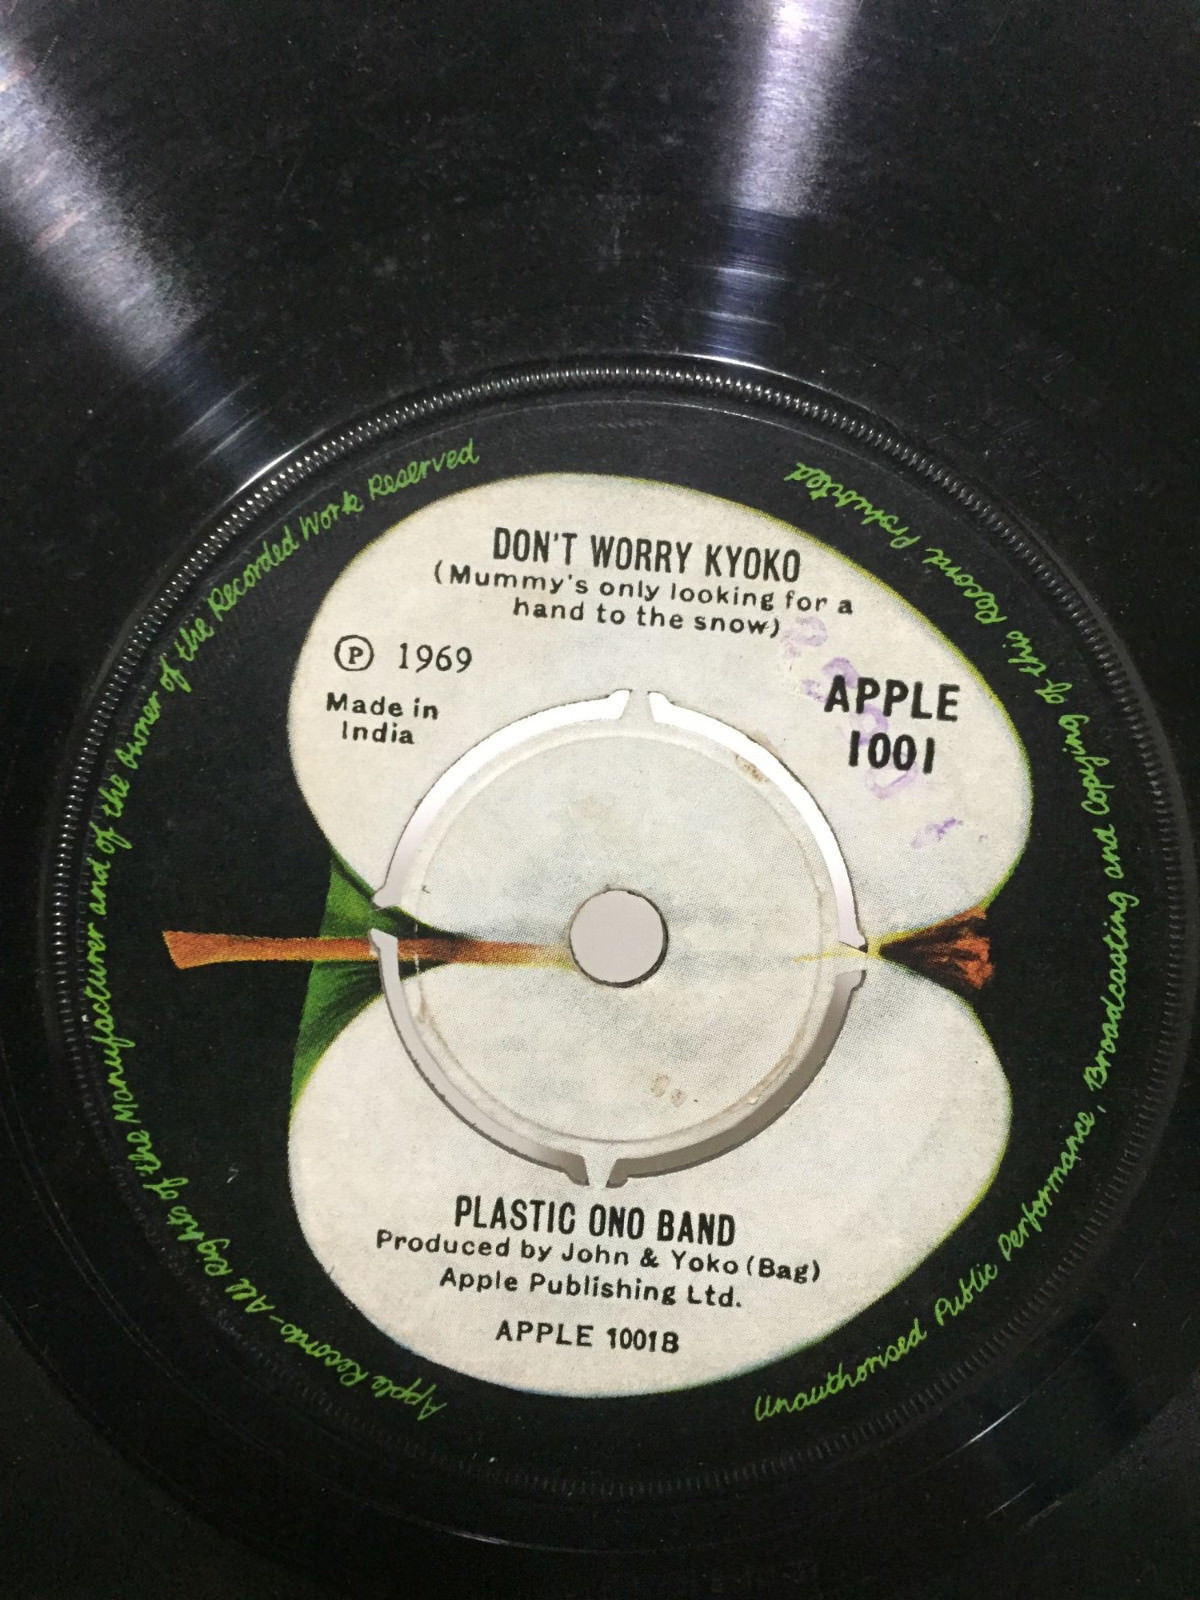 DON'T WORRY KYOKO
(Mummy's only looking for a
hand to the snow)
Ⓟ 1969
Made in
India
APPLE
1001
PLASTIC ONO BAND
Produced by John & Yoko (Bag)
Apple Publishing Ltd.
APPLE 1001B
Apple Records - All Rights of the Manufacturer and of the Owner of the Recorded Work Reserved
Unauthorised Public Performance, Broadcasting and Copying of this Record Prohibited